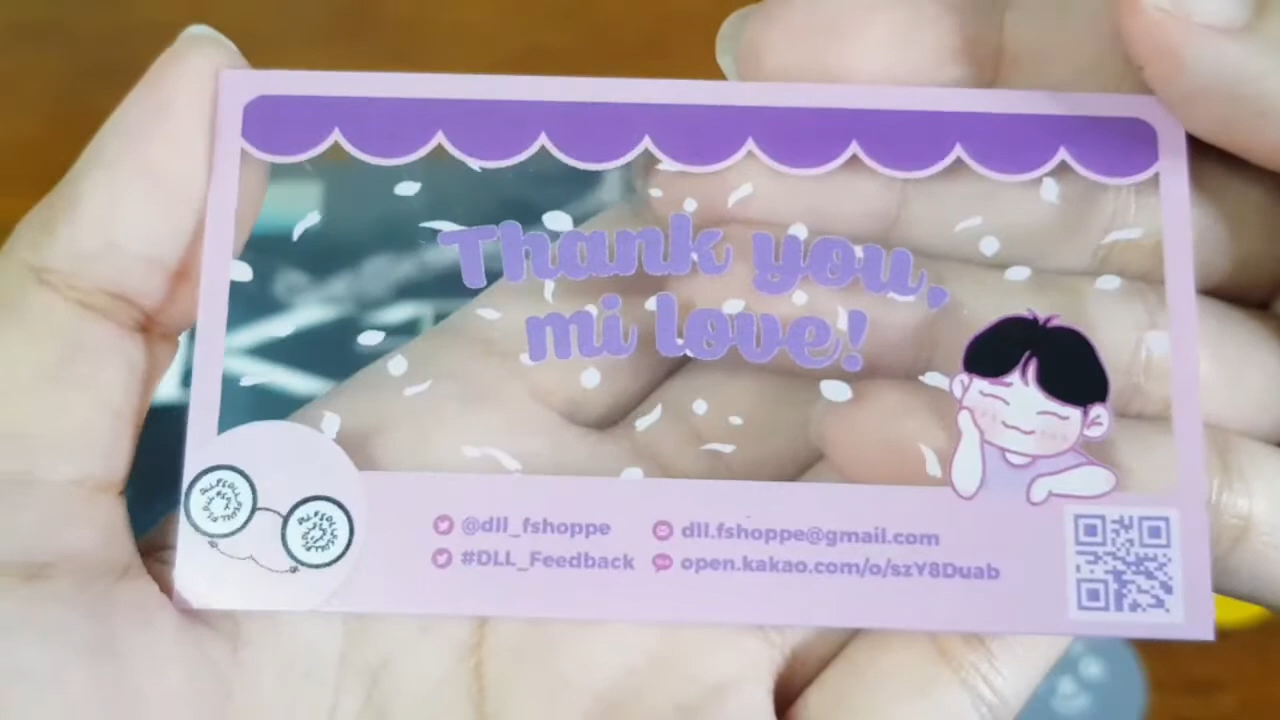 Thank you,
mi love!
@dll_fshoppe
#DLL_Feedback
dll.fshoppe@gmail.com
open.kakao.com/o/szY8Duab